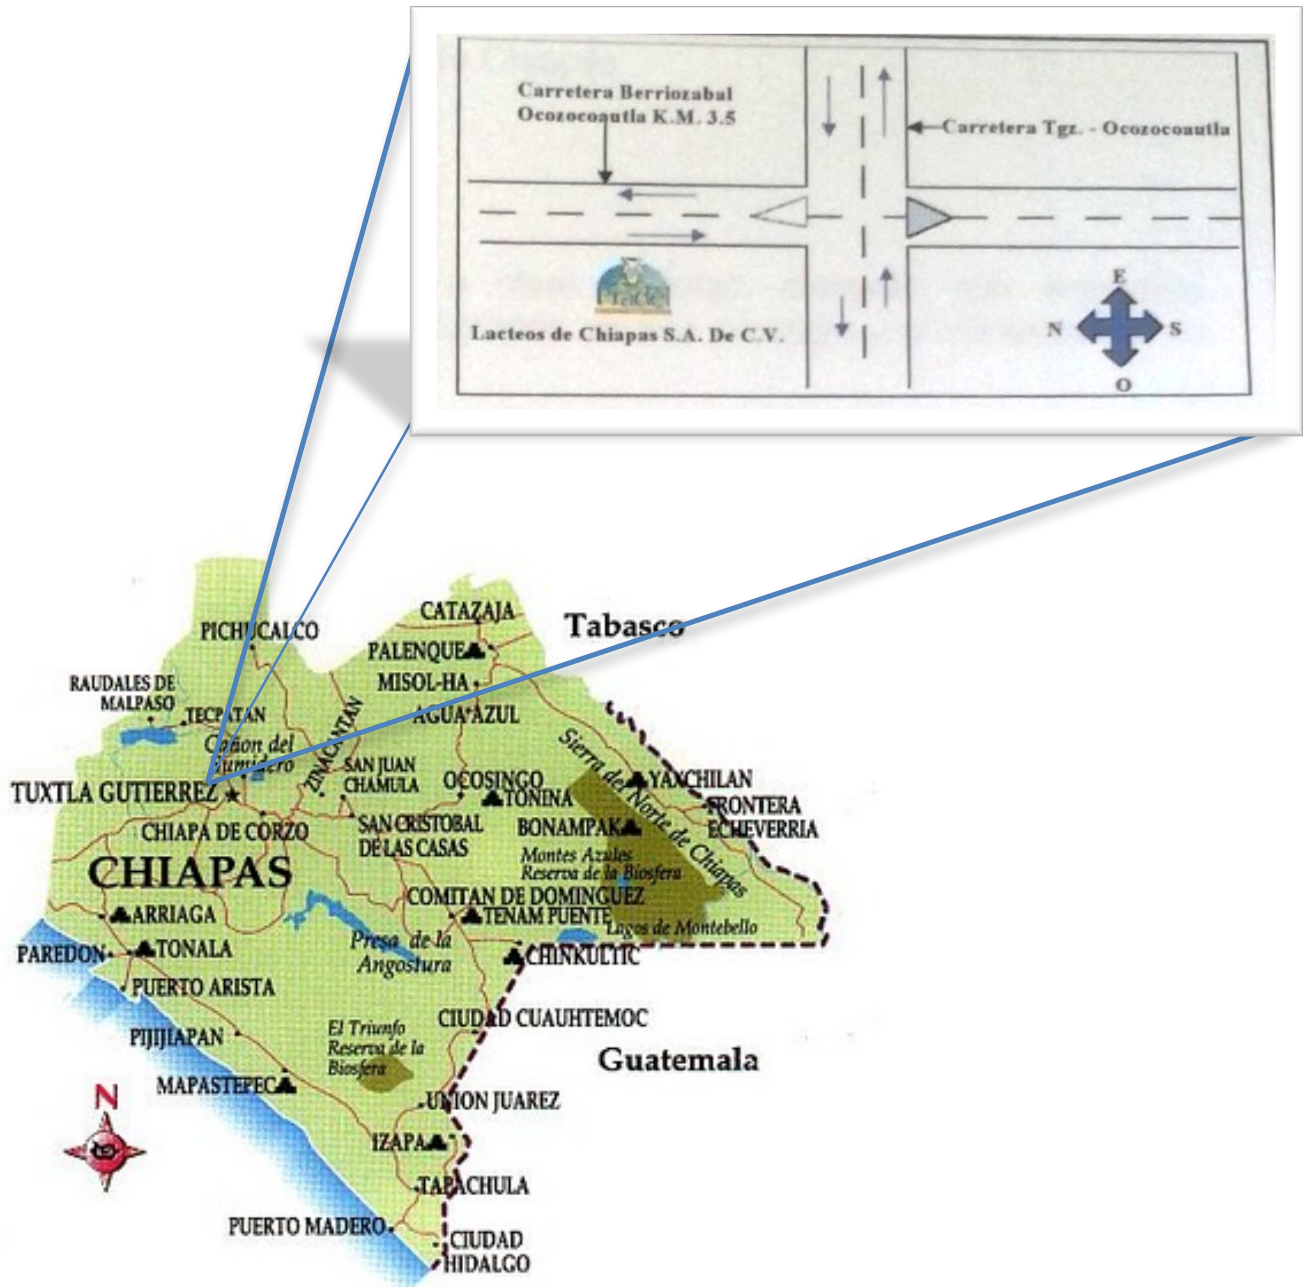 Carretera Berriozabal
Ocozocoautla K.M. 3.5
Carretera Tgz. - Ocozocoautla
Pradel
Lacteos de Chiapas S.A. De C.V.
E
N
S
O
CATAZAJA
Tabasco
PICHUCALCO
PALENQUE
RAUDALES DE
MALPASO
MISOL-HA
TECPATAN
AGUA AZUL
Cañon del
Sumidero
ZINACANTAN
SAN JUAN
CHAMULA
Sierra del Norte de Chiapas
OCOSINGO
YAXCHILAN
TUXTLA GUTIERREZ
TONINA
FRONTERA
ECHEVERRIA
CHIAPA DE CORZO
SAN CRISTOBAL
DE LAS CASAS
BONAMPAK
CHIAPAS
Montes Azules
Reserva de la Biosfera
COMITAN DE DOMINGUEZ
ARRIAGA
TENAM PUENTE
Lagos de Montebello
PAREDON
TONALA
Presa de la
Angostura
CHINKULTIC
PUERTO ARISTA
PIJIJIAPAN
El Triunfo
Reserva de la
Biosfera
CIUDAD CUAUHTEMOC
Guatemala
MAPASTEPEC
N
UNION JUAREZ
IZAPA
TAPACHULA
PUERTO MADERO
CIUDAD
HIDALGO